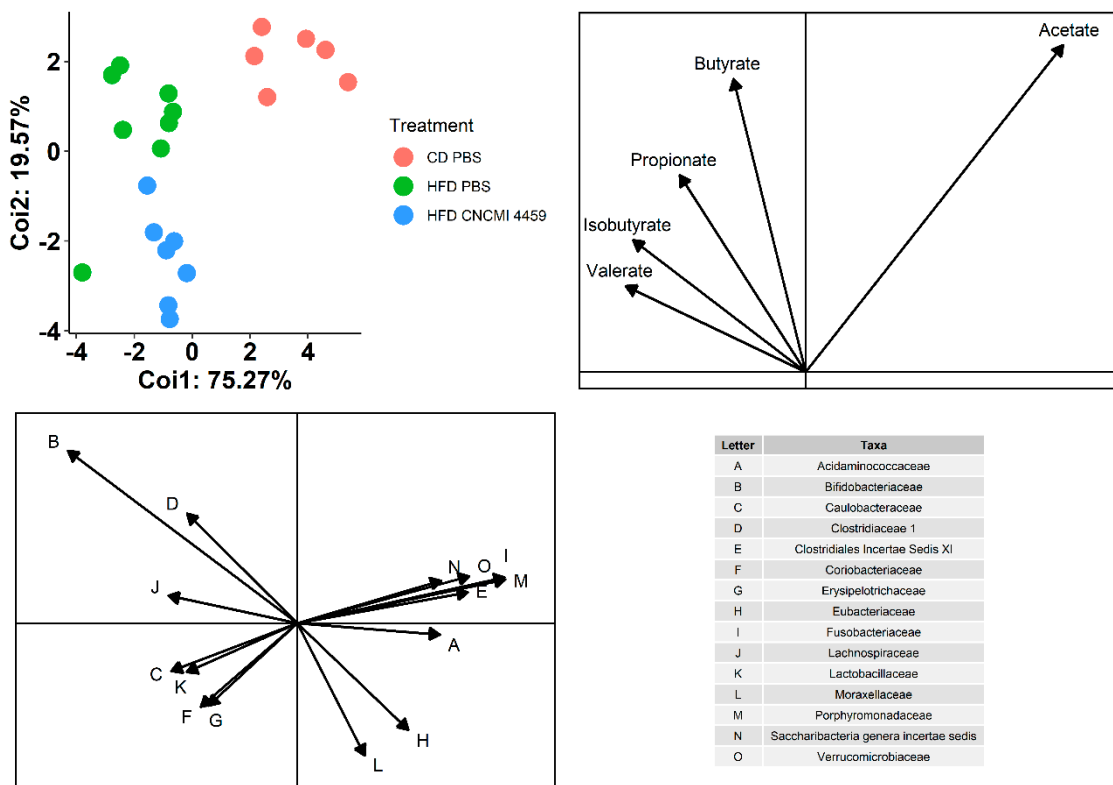 2
0
-2
-4
-4
-2
0
2
4
Coi2: 19.57%
Coi1: 75.27%
Treatment
CD PBS
HFD PBS
HFD CNCMI 4459
Acetate
Butyrate
Propionate
Isobutyrate
Valerate
B
D
J
C
K
F
G
N
O
I
M
E
A
H
L
Letter Taxa
A Acidaminococcaceae
B Bifidobacteriaceae
C Caulobacteraceae
D Clostridiaceae 1
E Clostridiales Incertae Sedis XI
F Coriobacteriaceae
G Erysipelotrichaceae
H Eubacteriaceae
I Fusobacteriaceae
J Lachnospiraceae
K Lactobacillaceae
L Moraxellaceae
M Porphyromonadaceae
N Saccharibacteria genera incertae sedis
O Verrucomicrobiaceae